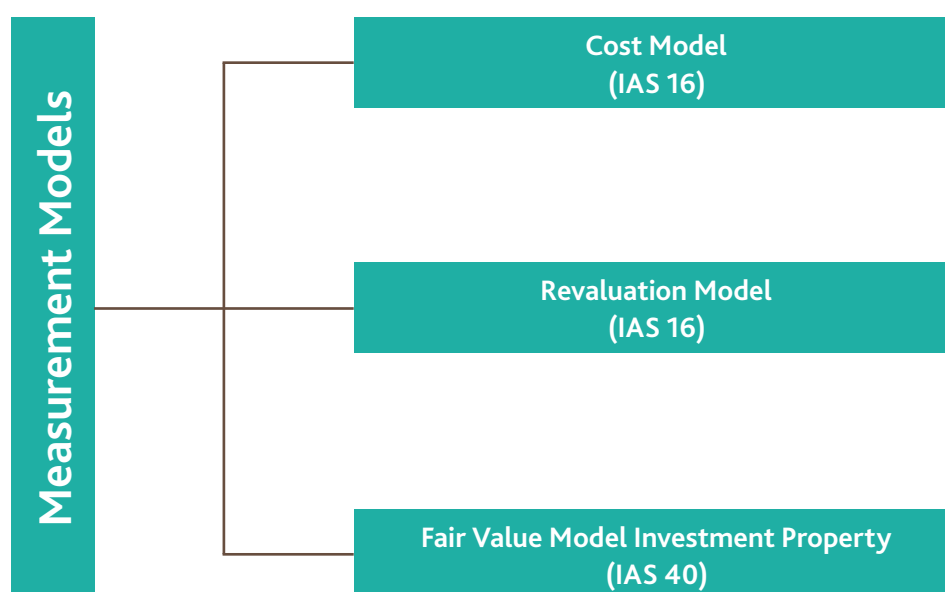 Measurement Models
Cost Model
(IAS 16)
Revaluation Model
(IAS 16)
Fair Value Model Investment Property
(IAS 40)